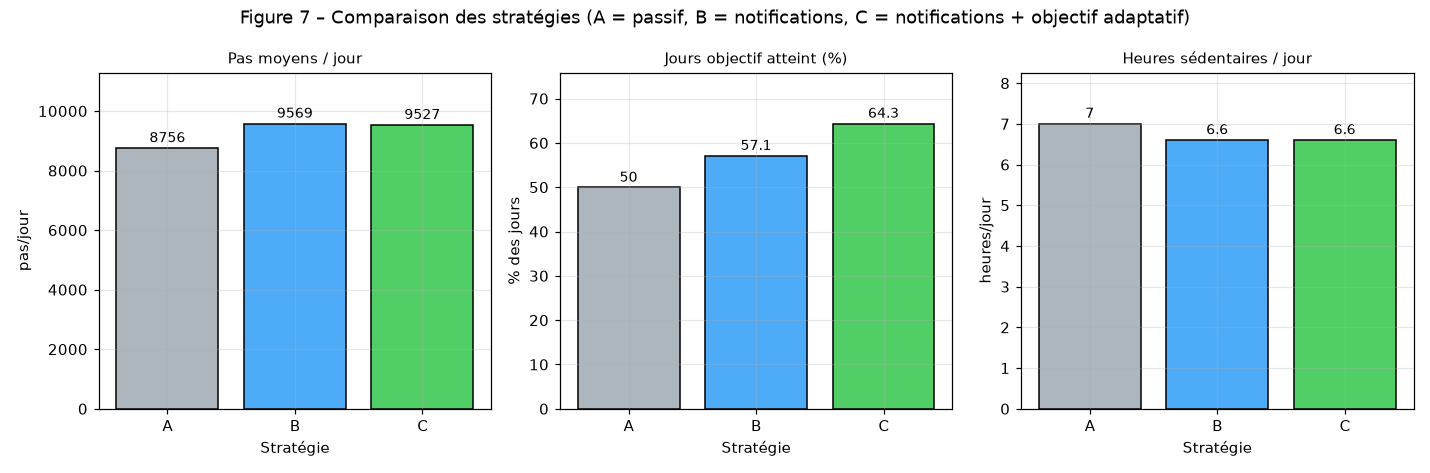 Figure 7 – Comparaison des stratégies (A = passif, B = notifications, C = notifications + objectif adaptatif)
Pas moyens / jour
pas/jour
10000
8000
6000
4000
2000
0
8756
9569
9527
A
B
C
Stratégie
Jours objectif atteint (%)
% des jours
70
60
50
40
30
20
10
0
50
57.1
64.3
A
B
C
Stratégie
Heures sédentaires / jour
heures/jour
8
7
6
5
4
3
2
1
0
7
6.6
6.6
A
B
C
Stratégie